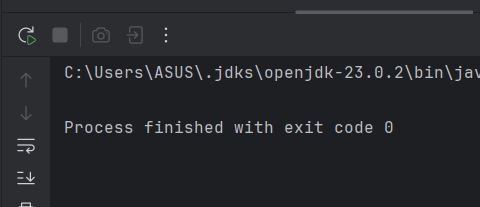 C:\Users\ASUS\.jdks\openjdk-23.0.2\bin\jav
Process finished with exit code 0